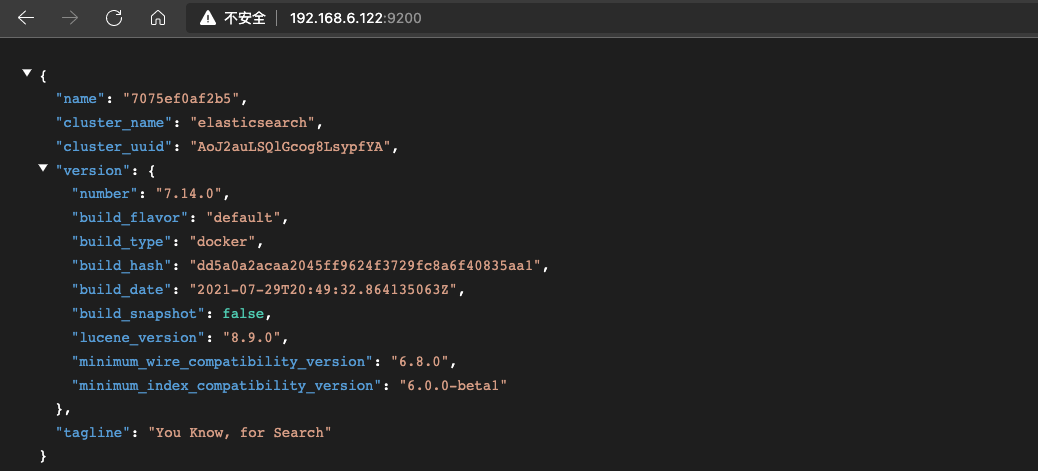 不安全 192.168.6.122:9200
{
"name": "7075ef0af2b5",
"cluster_name": "elasticsearch",
"cluster_uuid": "AoJ2auLSQlGcog8LsypfYA",
"version": {
"number": "7.14.0",
"build_flavor": "default",
"build_type": "docker",
"build_hash": "dd5a0a2acaa2045ff9624f3729fc8a6f40835aa1",
"build_date": "2021-07-29T20:49:32.864135063Z",
"build_snapshot": false,
"lucene_version": "8.9.0",
"minimum_wire_compatibility_version": "6.8.0",
"minimum_index_compatibility_version": "6.0.0-beta1"
},
"tagline": "You Know, for Search"
}